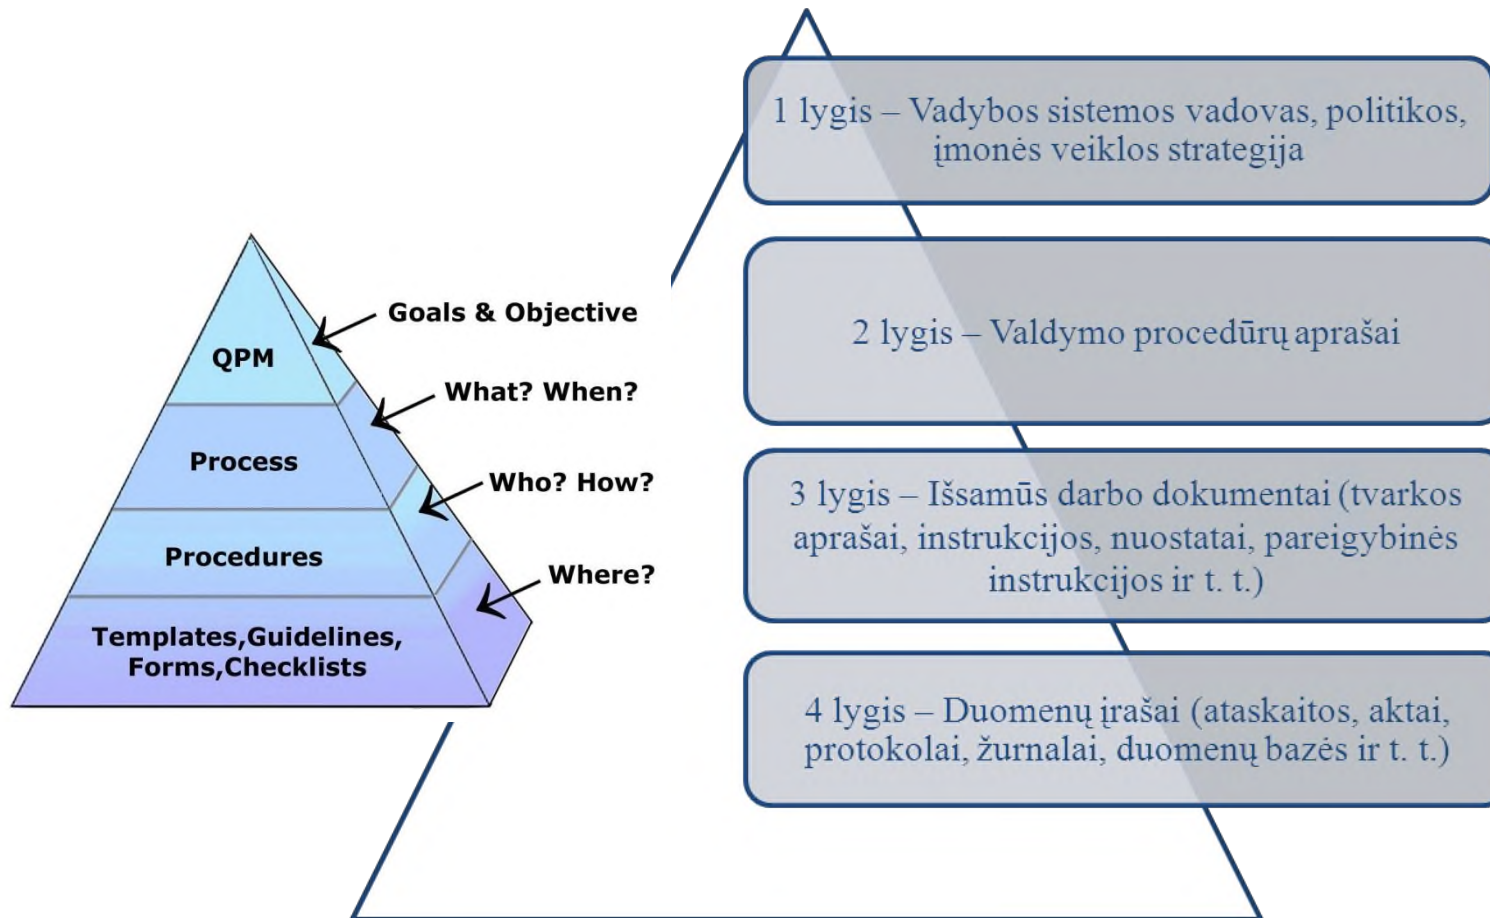 QPM
Process
Procedures
Templates,Guidelines,
Forms,Checklists
Goals & Objective
What? When?
Who? How?
Where?
1 lygis – Vadybos sistemos vadovas, politikos,
įmonės veiklos strategija
2 lygis – Valdymo procedūrų aprašai
3 lygis – Išsamūs darbo dokumentai (tvarkos
aprašai, instrukcijos, nuostatai, pareigybinės
instrukcijos ir t. t.)
4 lygis – Duomenų įrašai (ataskaitos, aktai,
protokolai, žurnalai, duomenų bazės ir t. t.)